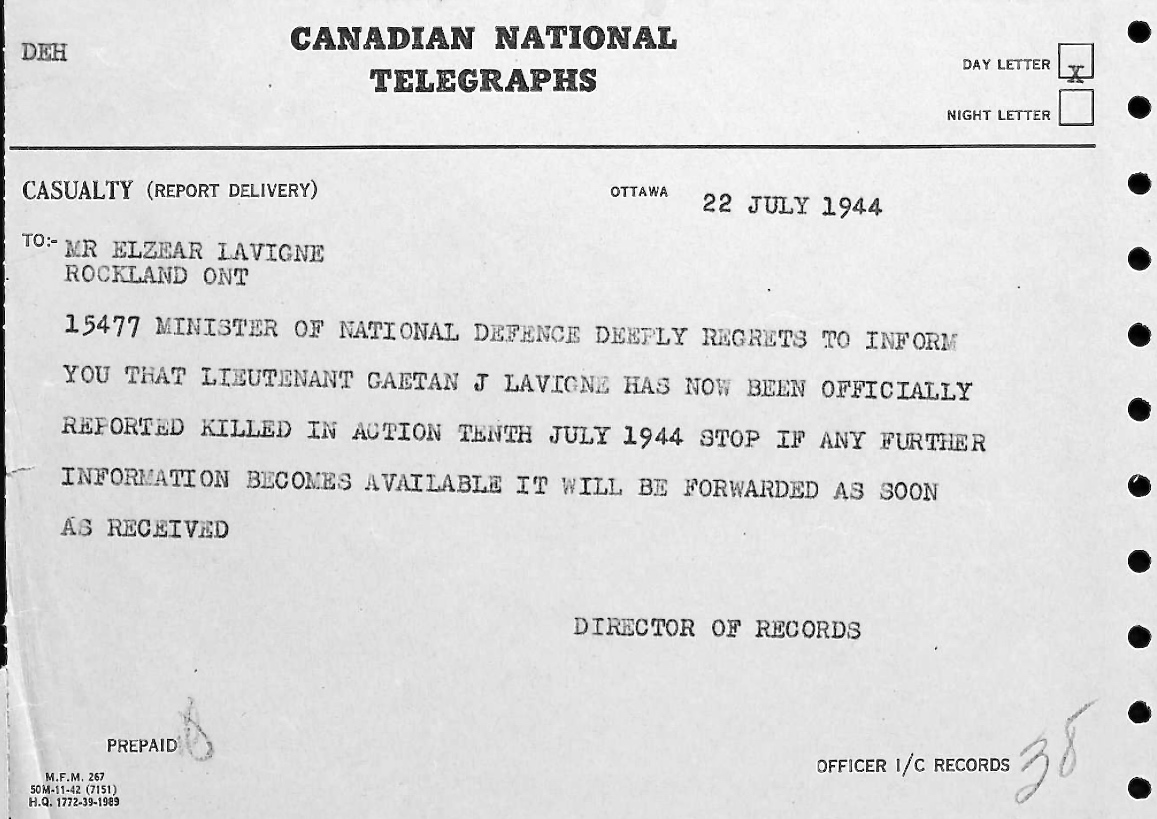 DEH
CANADIAN NATIONAL
TELEGRAPHS
DAY LETTER X
NIGHT LETTER
CASUALTY (REPORT DELIVERY)
OTTAWA 22 JULY 1944
TO:- MR ELZEAR LAVIGNE
ROCKLAND ONT
15477 MINISTER OF NATIONAL DEFENCE DEEPLY REGRETS TO INFORM
YOU THAT LIEUTENANT GAETAN J LAVIGNE HAS NOW BEEN OFFICIALLY
REPORTED KILLED IN ACTION TENTH JULY 1944 STOP IF ANY FURTHER
INFORMATION BECOMES AVAILABLE IT WILL BE FORWARDED AS SOON
AS RECEIVED
DIRECTOR OF RECORDS
PREPAID
OFFICER I/C RECORDS 38
M.F.M. 267
50M-11-42 (7151)
H.Q. 1772-39-1989